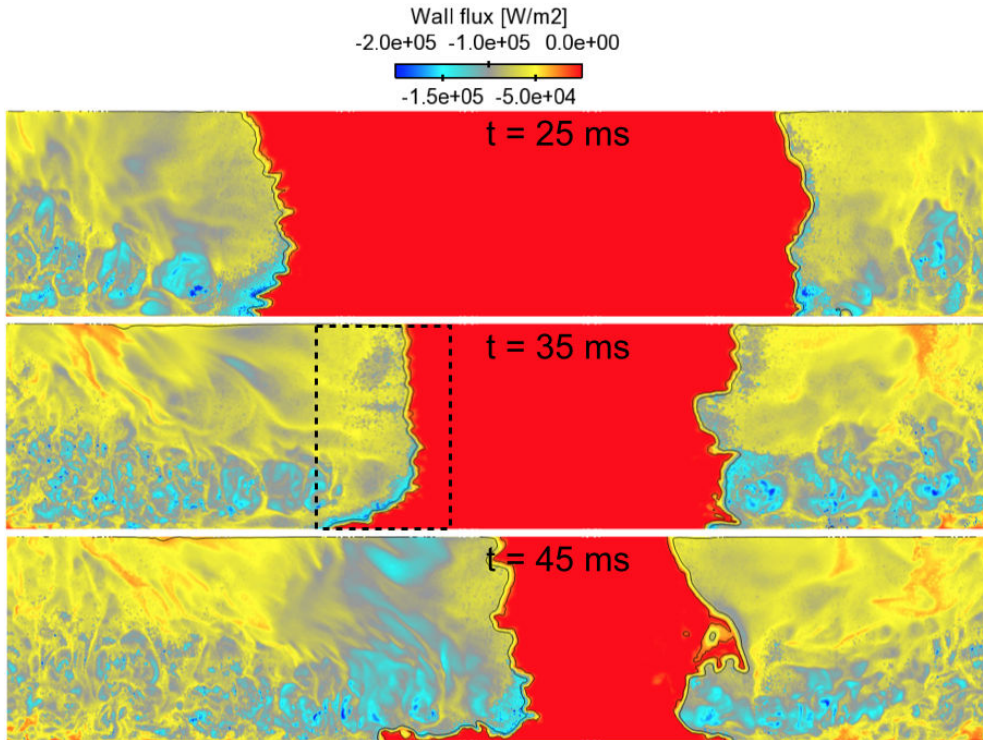 Wall flux [W/m2]
-2.0e+05 -1.0e+05 0.0e+00
-1.5e+05 -5.0e+04
t = 25 ms
t = 35 ms
t = 45 ms